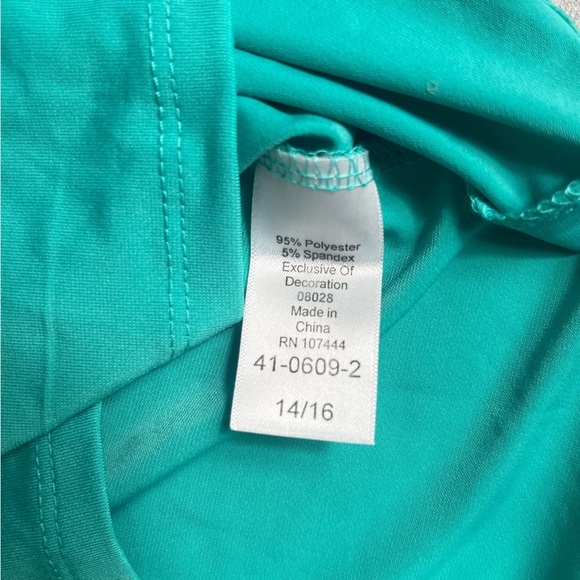 95% Polyester
5% Spandex
Exclusive Of
Decoration
08028
Made in
China
RN 107444
41-0609-2
14/16